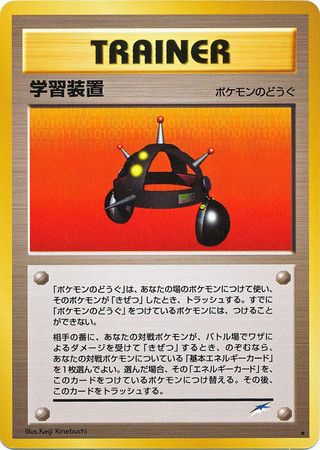 TRAINER
学習装置
ポケモンのどうぐ
「ポケモンのどうぐ」は、あなたの場のポケモンにつけて使い、
そのポケモンが「きぜつ」したとき、トラッシュする。すでに
「ポケモンのどうぐ」をつけているポケモンには、つけること
ができない。
相手の番に、あなたの対戦ポケモンが、バトル場でワザに
よるダメージを受けて「きぜつ」するとき、のぞむなら、
あなたの対戦ポケモンについている「基本エネルギーカード」
を1枚選んでよい。選んだ場合、その「エネルギーカード」を、
このカードをつけているポケモンにつけ替える。その後、
このカードをトラッシュする。
Illus.Keiji Kinebuchi